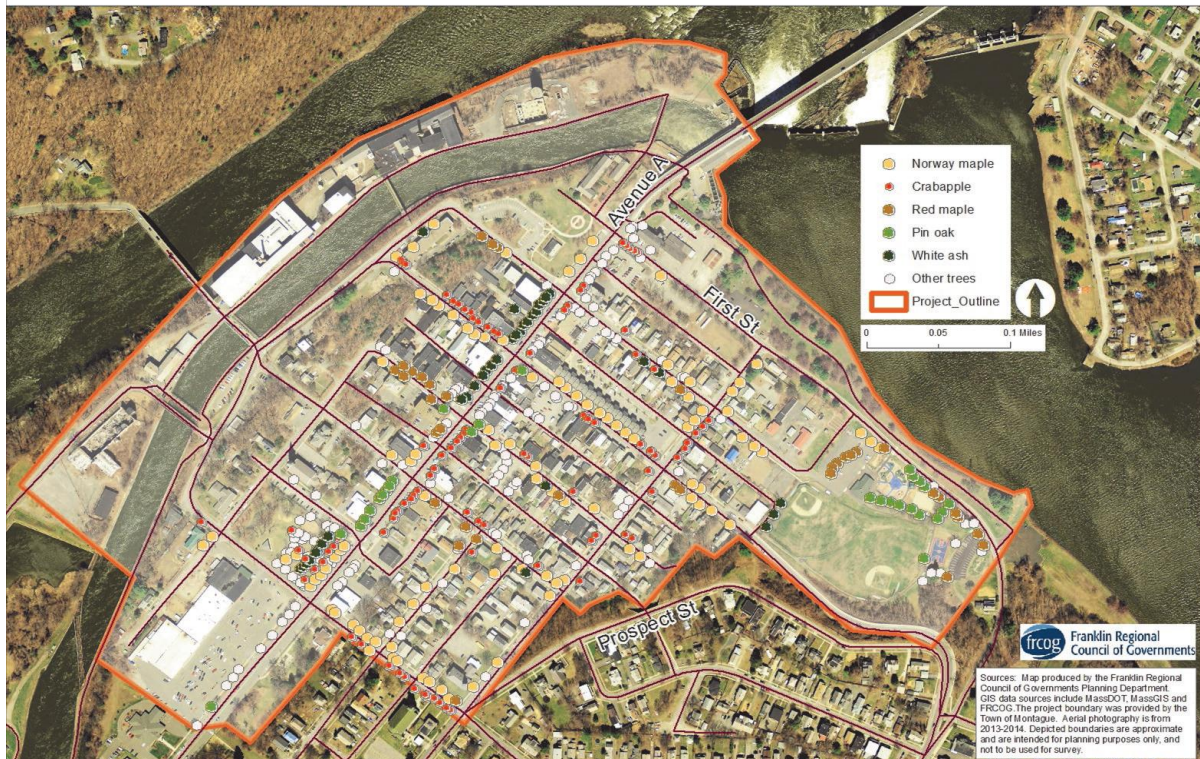 Avenue A
First St
Prospect St
Norway maple
Crabapple
Red maple
Pin oak
White ash
Other trees
Project_Outline
0 0.05 0.1 Miles
frcog
Franklin Regional
Council of Governments
Sources: Map produced by the Franklin Regional
Council of Governments Planning Department.
GIS data sources include MassDOT, MassGIS and
FRCOG. The project boundary was provided by the
Town of Montague. Aerial photography is from
2013-2014. Depicted boundaries are approximate
and are intended for planning purposes only, and
not to be used for survey.